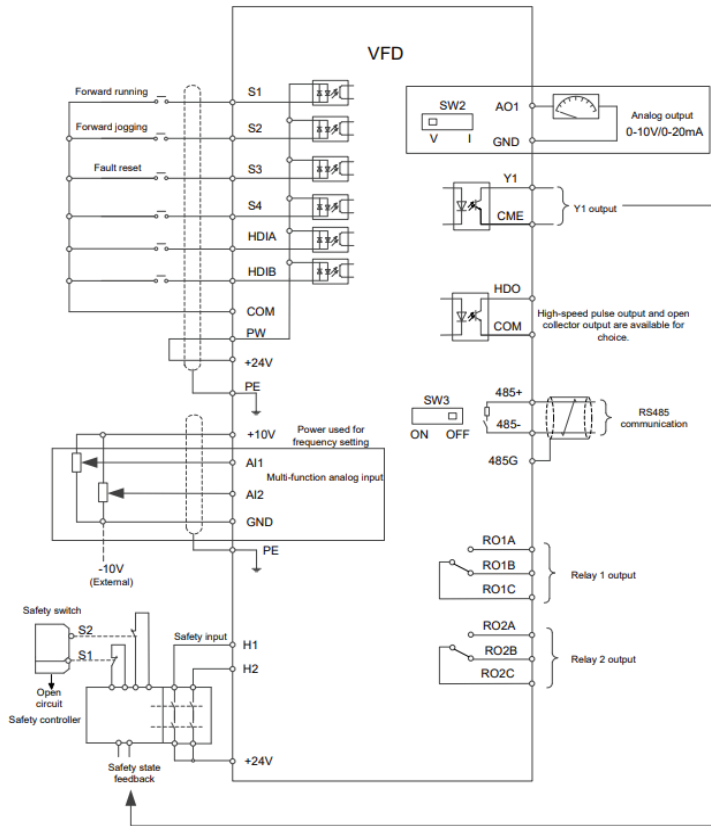 VFD
Forward running
S1
Forward jogging
S2
Fault reset
S3
S4
HDIA
HDIB
COM
PW
+24V
PE
SW2
V I
AO1
GND
Analog output
0-10V/0-20mA
Y1
CME
Y1 output
HDO
COM
High-speed pulse output and open
collector output are available for
choice.
SW3
ON OFF
485+
485-
485G
RS485
communication
+10V
Power used for
frequency setting
AI1
Multi-function analog input
AI2
GND
PE
-10V
(External)
RO1A
RO1B
RO1C
Relay 1 output
RO2A
RO2B
RO2C
Relay 2 output
Safety switch
S2
S1
Open
circuit
Safety controller
Safety input
H1
H2
+24V
Safety state
feedback